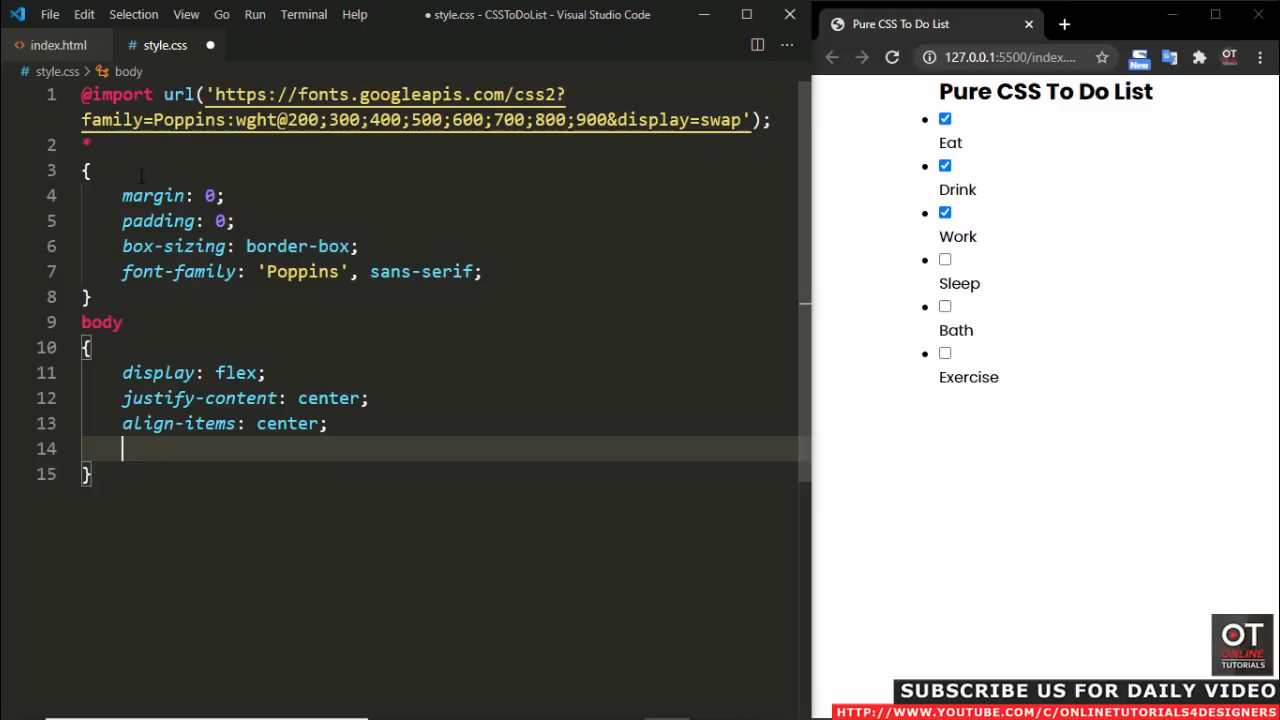 File Edit Selection View Go Run Terminal Help ● style.css - CSSToDoList - Visual Studio Code
<> index.html # style.css ●
# style.css > body
1 @import url('https://fonts.googleapis.com/css2?
family=Poppins:wght@200;300;400;500;600;700;800;900&display=swap');
2 *
3 {
4 margin: 0;
5 padding: 0;
6 box-sizing: border-box;
7 font-family: 'Poppins', sans-serif;
8 }
9 body
10 {
11 display: flex;
12 justify-content: center;
13 align-items: center;
14
15 }
Pure CSS To Do List
127.0.0.1:5500/index....
New
OT
Pure CSS To Do List
Eat
Drink
Work
Sleep
Bath
Exercise
OT
ONLINE
TUTORIALS
SUBSCRIBE US FOR DAILY VIDEO
HTTP://WWW.YOUTUBE.COM/C/ONLINETUTORIALS4DESIGNERS